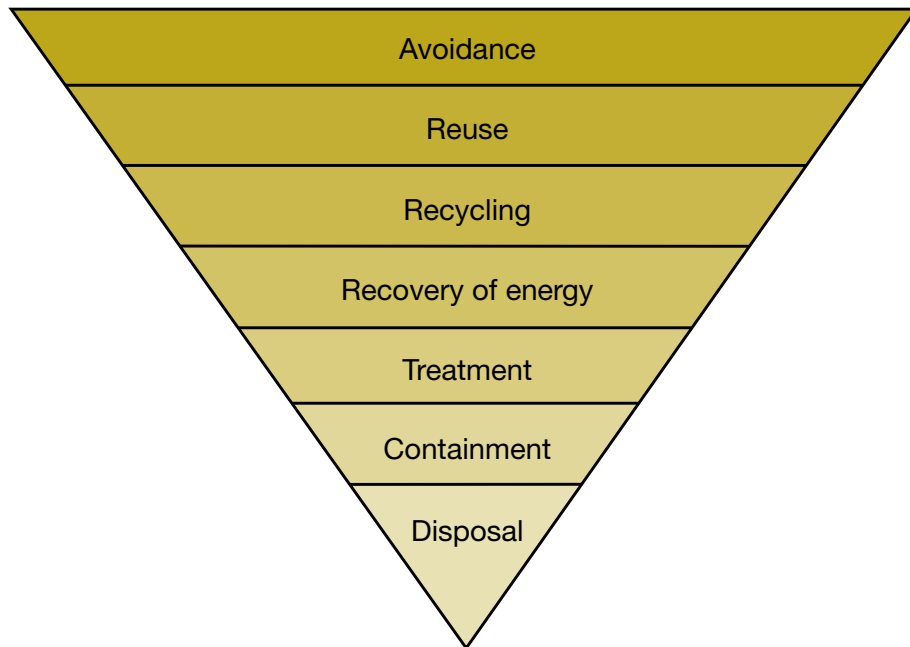 Avoidance
Reuse
Recycling
Recovery of energy
Treatment
Containment
Disposal